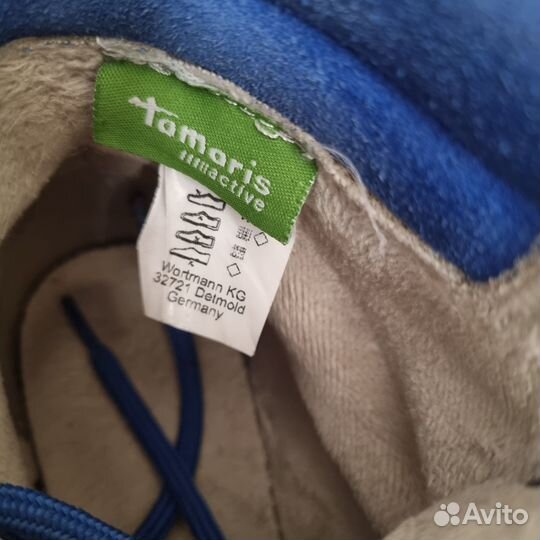 Tamaris
active
Wortmann KG
32721 Detmold
Germany
Avito